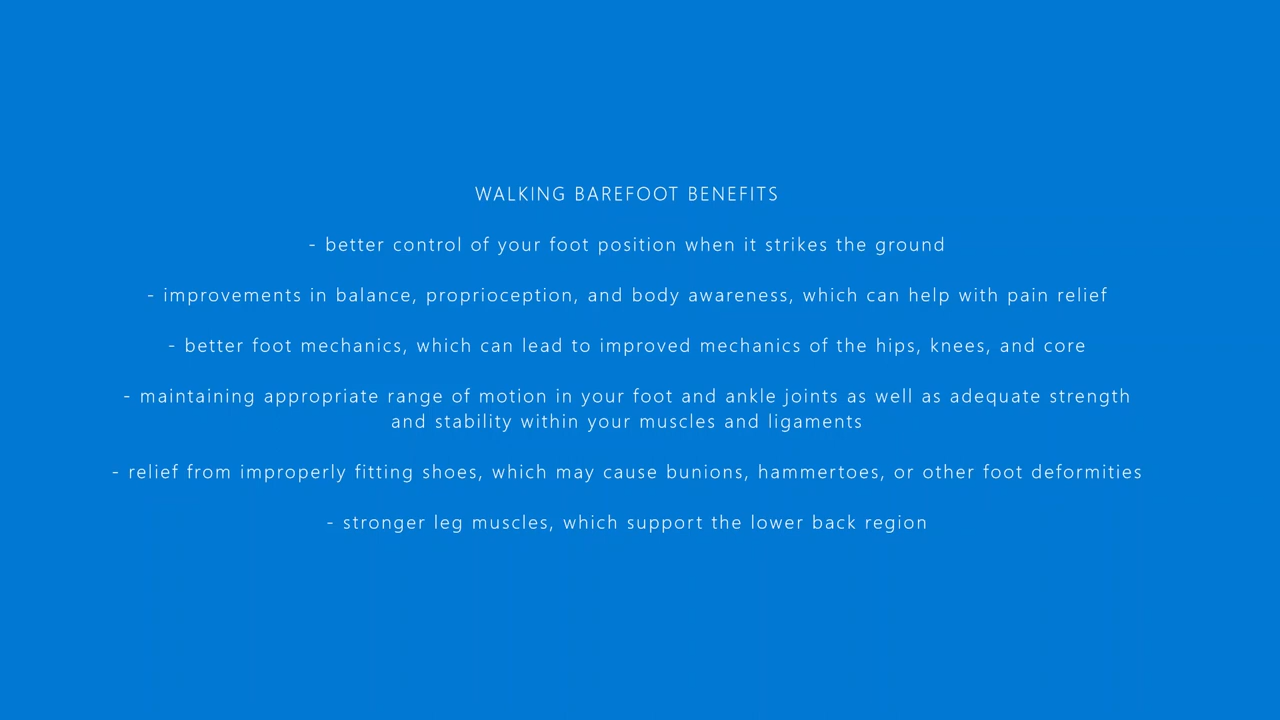 WALKING BAREFOOT BENEFITS
- better control of your foot position when it strikes the ground
- improvements in balance, proprioception, and body awareness, which can help with pain relief
- better foot mechanics, which can lead to improved mechanics of the hips, knees, and core
- maintaining appropriate range of motion in your foot and ankle joints as well as adequate strength
and stability within your muscles and ligaments
- relief from improperly fitting shoes, which may cause bunions, hammertoes, or other foot deformities
- stronger leg muscles, which support the lower back region